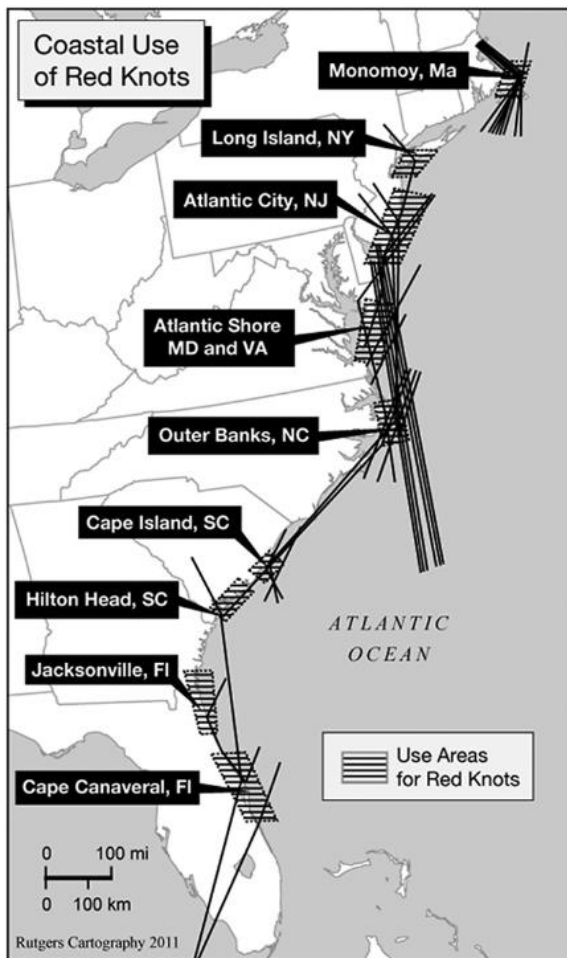 Coastal Use
of Red Knots
Monomoy, Ma
Long Island, NY
Atlantic City, NJ
Atlantic Shore
MD and VA
Outer Banks, NC
Cape Island, SC
Hilton Head, SC
ATLANTIC
OCEAN
Jacksonville, Fl
Use Areas
for Red Knots
Cape Canaveral, Fl
0 100 mi
0 100 km
Rutgers Cartography 2011